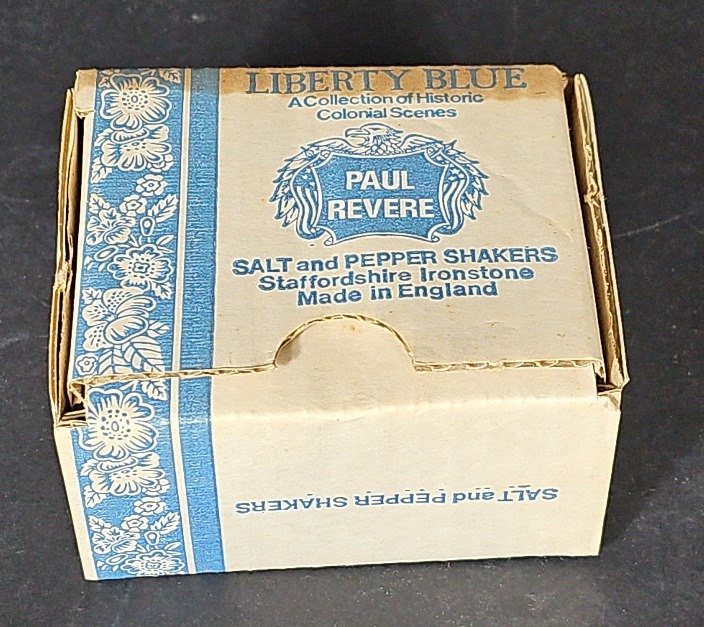 LIBERTY BLUE
A Collection of Historic
Colonial Scenes
PAUL
REVERE
SALT and PEPPER SHAKERS
Staffordshire Ironstone
Made in England
SALT and PEPPER SHAKERS